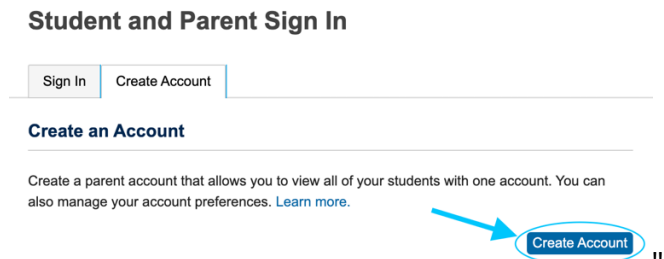 Student and Parent Sign In
Sign In Create Account
Create an Account
Create a parent account that allows you to view all of your students with one account. You can
also manage your account preferences. Learn more.
Create Account "